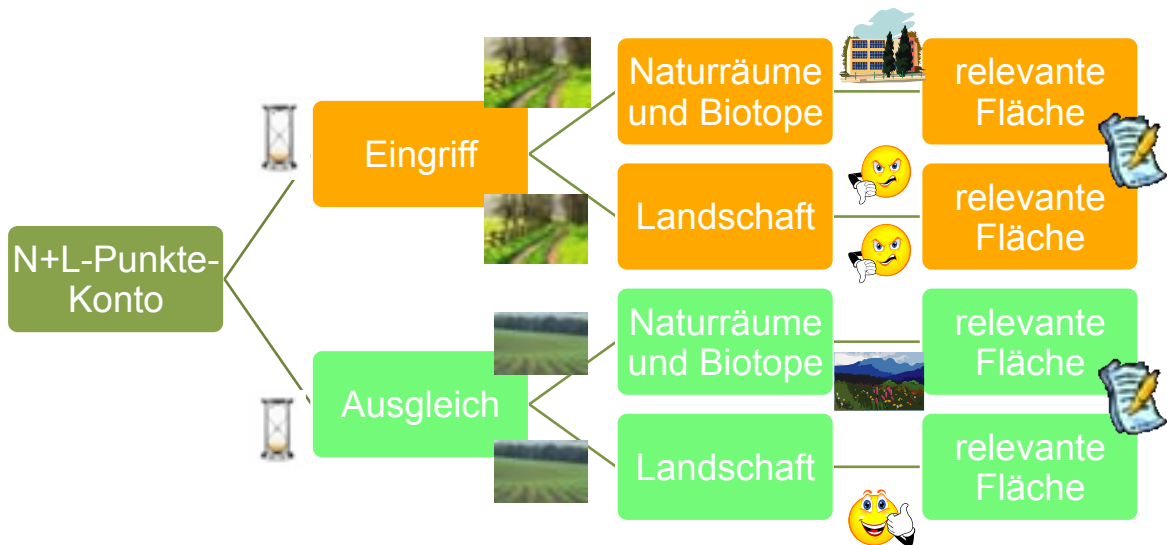 N+L-Punkte-
Konto
Eingriff
Naturräume
und Biotope
relevante
Fläche
Landschaft
relevante
Fläche
Ausgleich
Naturräume
und Biotope
relevante
Fläche
Landschaft
relevante
Fläche